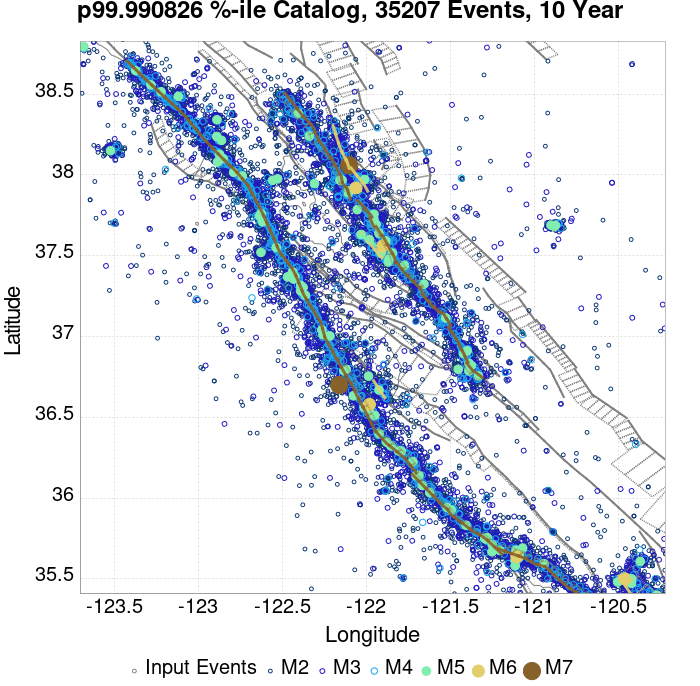 p99.990826 %-ile Catalog, 35207 Events, 10 Year
38.5
38
37.5
37
36.5
36
35.5
Latitude
-123.5 -123 -122.5 -122 -121.5 -121 -120.5
Longitude
Input Events M2 M3 M4 M5 M6 M7